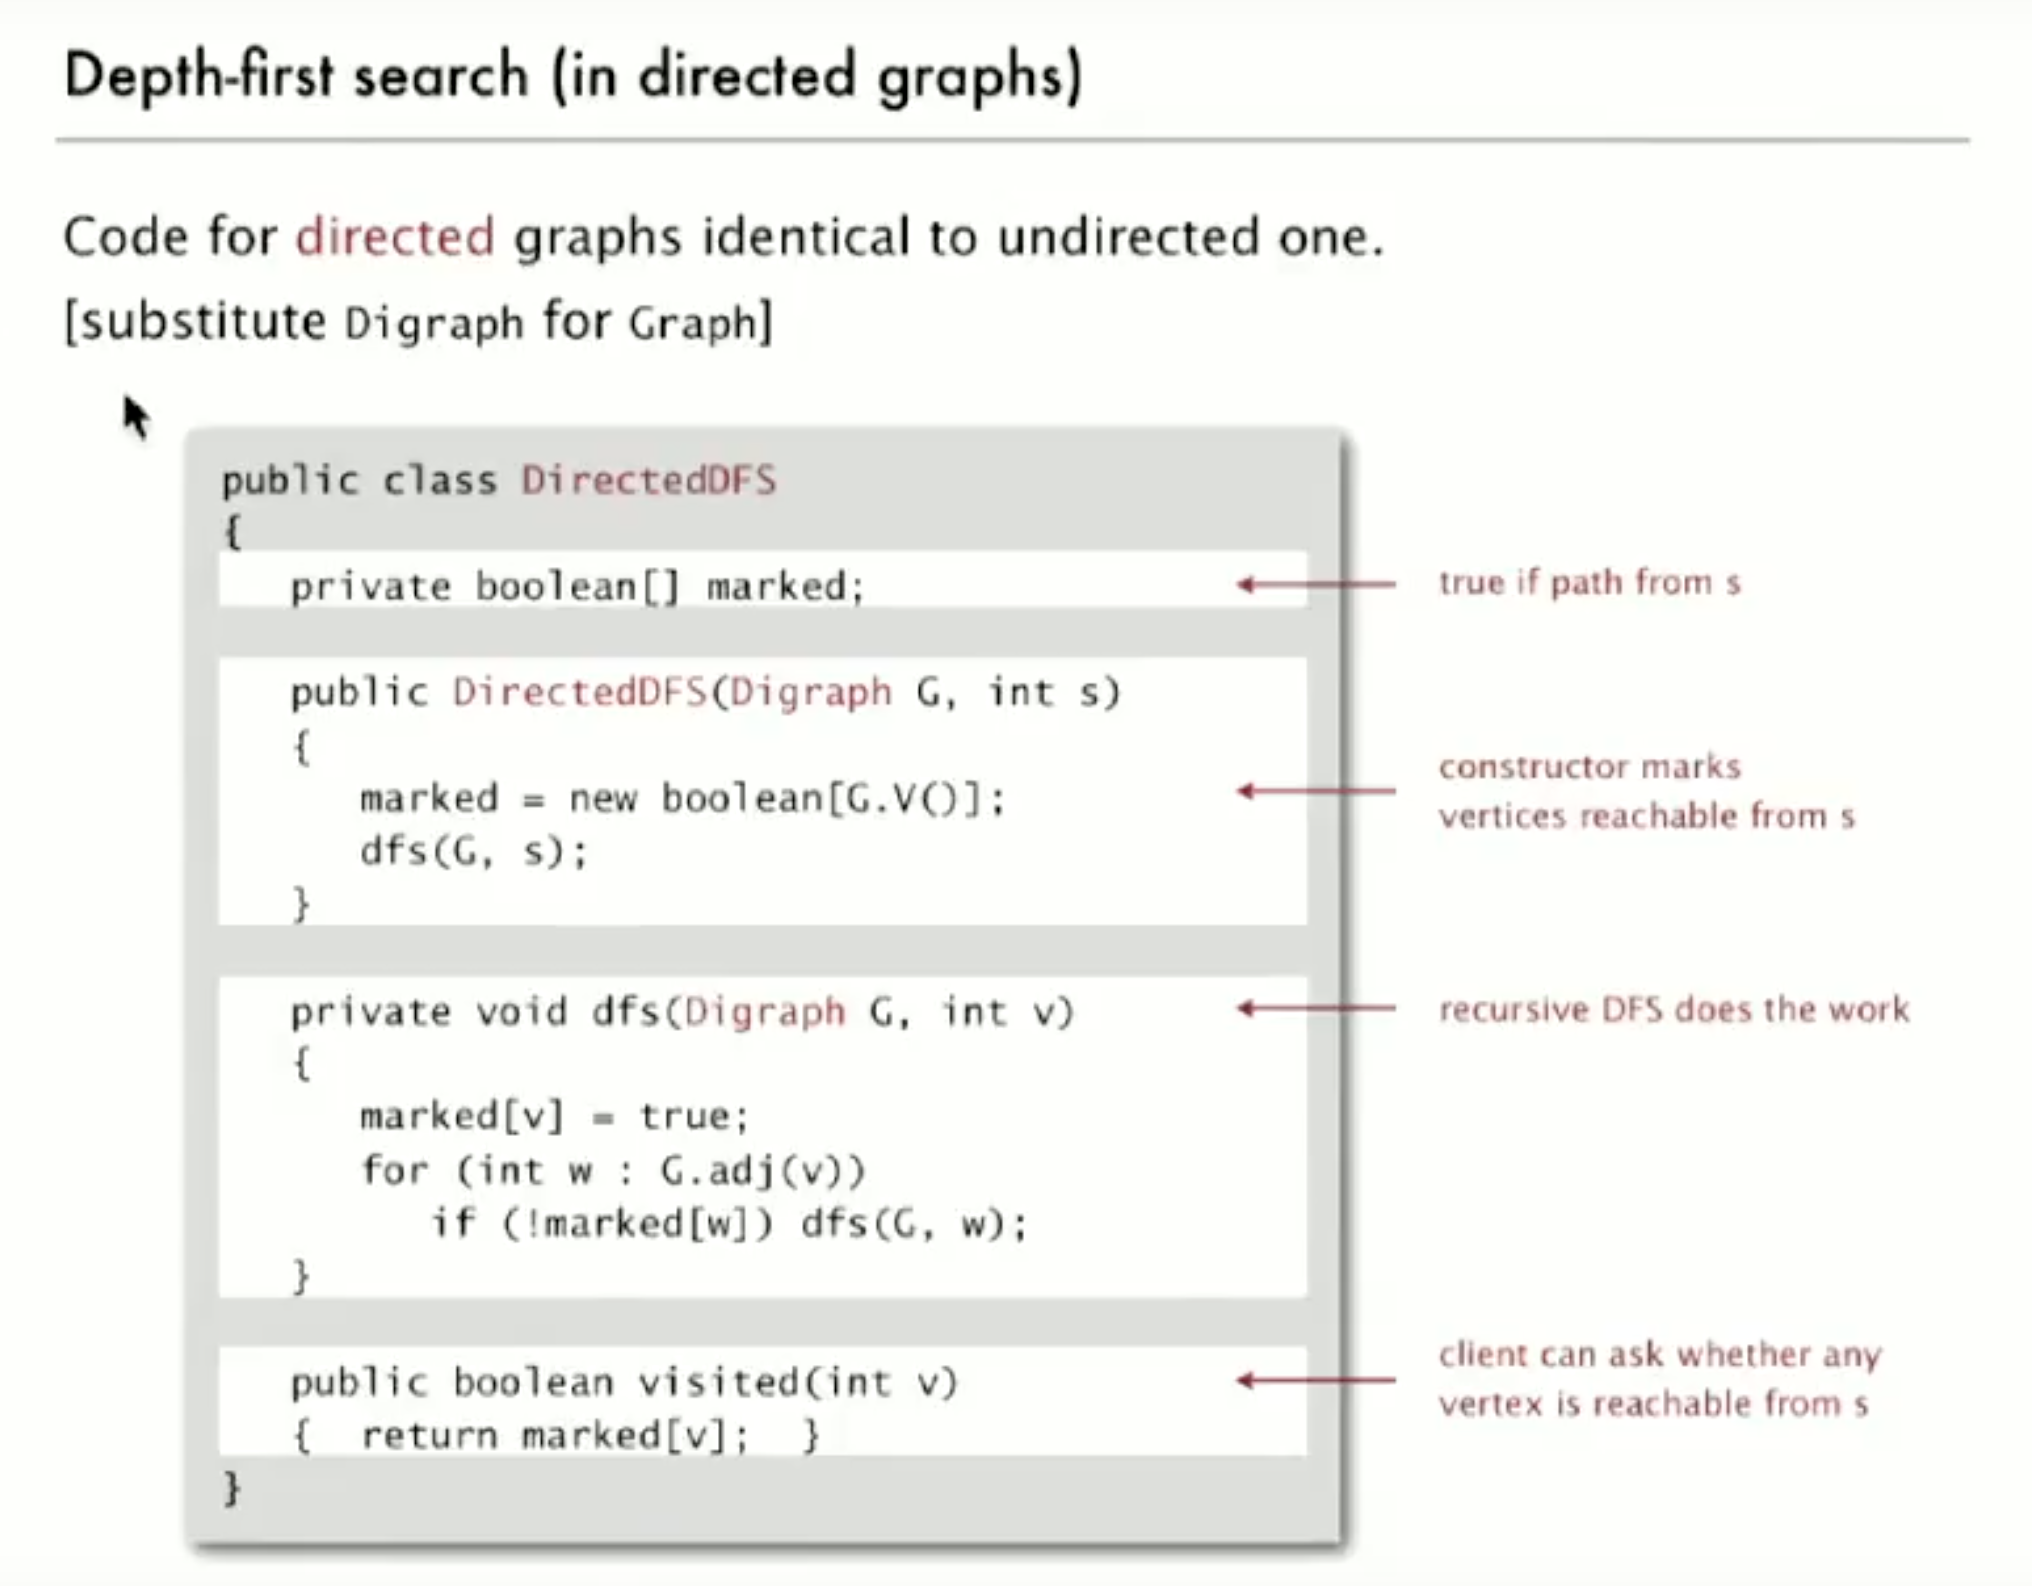 Depth-first search (in directed graphs)
Code for directed graphs identical to undirected one.
[substitute Digraph for Graph]
public class DirectedDFS
{
private boolean[] marked;
true if path from s
public DirectedDFS(Digraph G, int s)
{
marked = new boolean[G.V()];
dfs(G, s);
}
constructor marks
vertices reachable from s
private void dfs(Digraph G, int v)
{
marked[v] = true;
for (int w : G.adj(v))
if (!marked[w]) dfs(G, w);
}
recursive DFS does the work
public boolean visited(int v)
{ return marked[v]; }
client can ask whether any
vertex is reachable from s
}